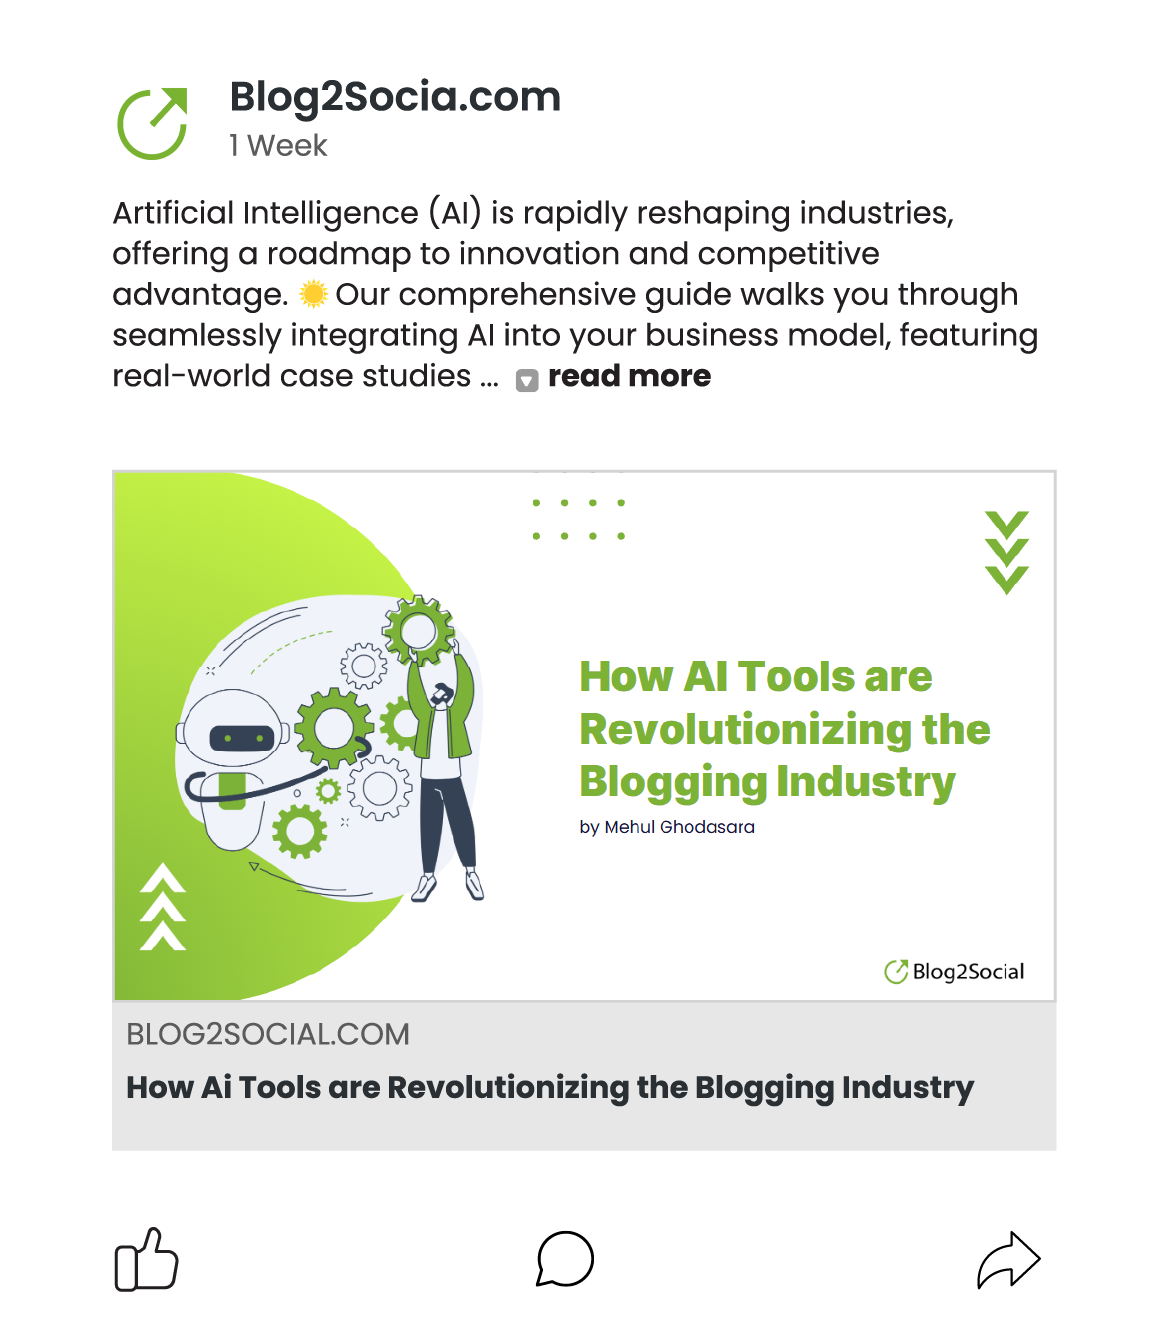 Blog2Socia.com
1 Week
Artificial Intelligence (AI) is rapidly reshaping industries,
offering a roadmap to innovation and competitive
advantage. ☀️ Our comprehensive guide walks you through
seamlessly integrating AI into your business model, featuring
real-world case studies ... 🔽 read more
How AI Tools are
Revolutionizing the
Blogging Industry
by Mehul Ghodasara
Blog2Social
BLOG2SOCIAL.COM
How Ai Tools are Revolutionizing the Blogging Industry